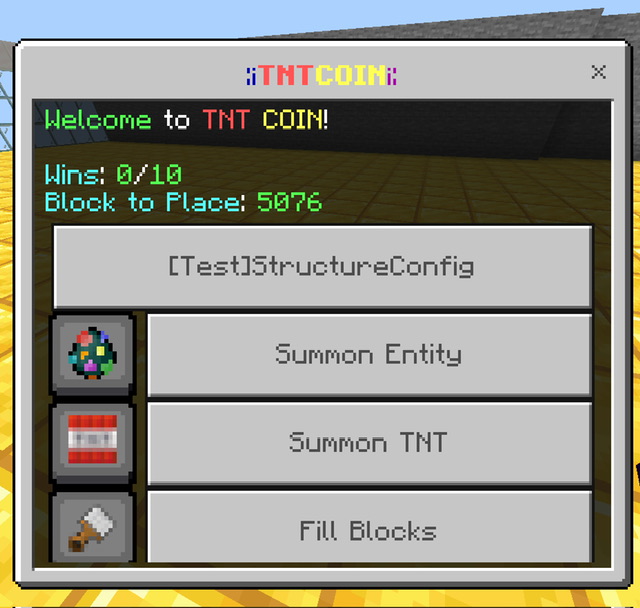 ¡¡TNTCOIN¡¡
Welcome to TNT COIN!
Wins: 0/10
Block to Place: 5076
[Test]StructureConfig
Summon Entity
Summon TNT
Fill Blocks